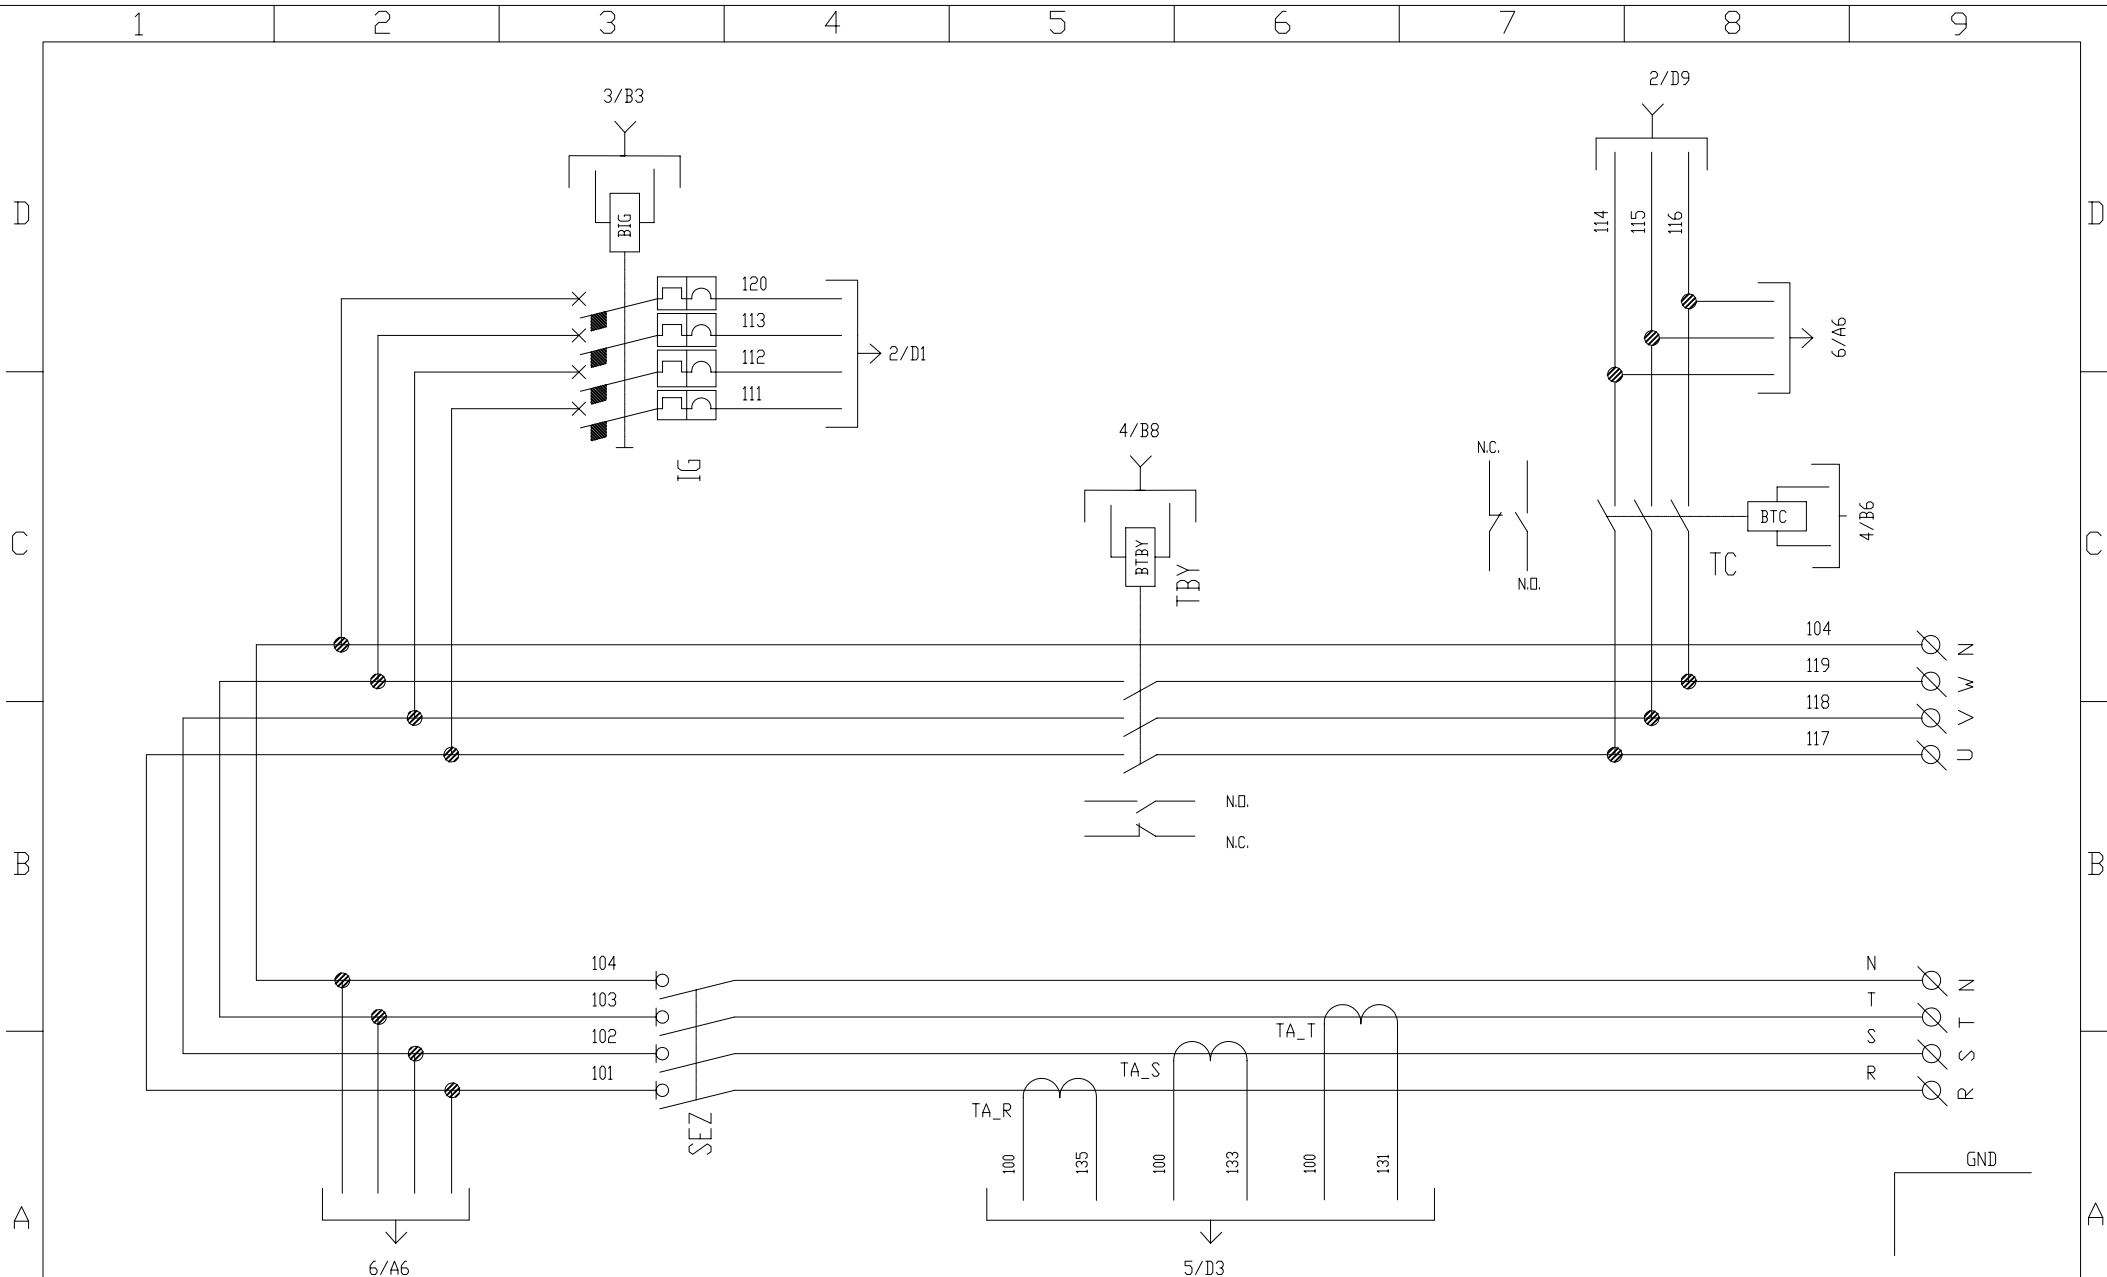 1 2 3 4 5 6 7 8 9
2/D9
3/B3
D D
BIG
114 115 116
120
113
112
111
2/D1
6/A6
IG
4/B8
N.C.
N.O.
BTBY
TBY
BTC
TC
4/B6
C C
104 N
119 W
118 V
117 U
N.O.
N.C.
B B
104 N N
103 T T
102 S S
101 R R
TA_T
TA_S
TA_R
SEZ
100 135 100 133 100 131
GND
A A
6/A6 5/D3